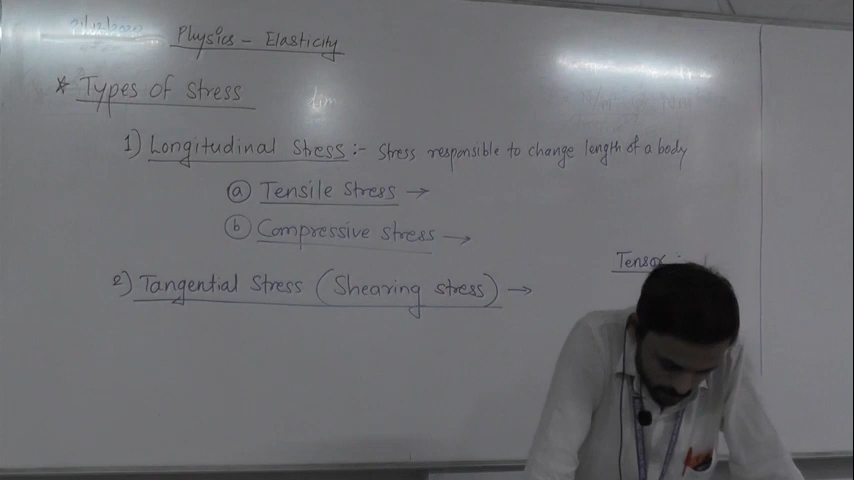 Physics - Elasticity
* Types of stress
1) Longitudinal Stress :- Stress responsible to change length of a body
(a) Tensile stress →
(b) Compressive stress →
2) Tangential Stress (Shearing stress) →
Tensor :-